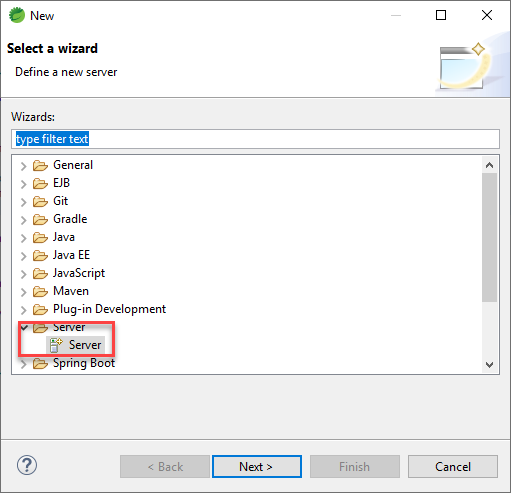 New
Select a wizard
Define a new server
Wizards:
type filter text
General
EJB
Git
Gradle
Java
Java EE
JavaScript
Maven
Plug-in Development
Server
Server
Spring Boot
?
< Back
Next >
Finish
Cancel